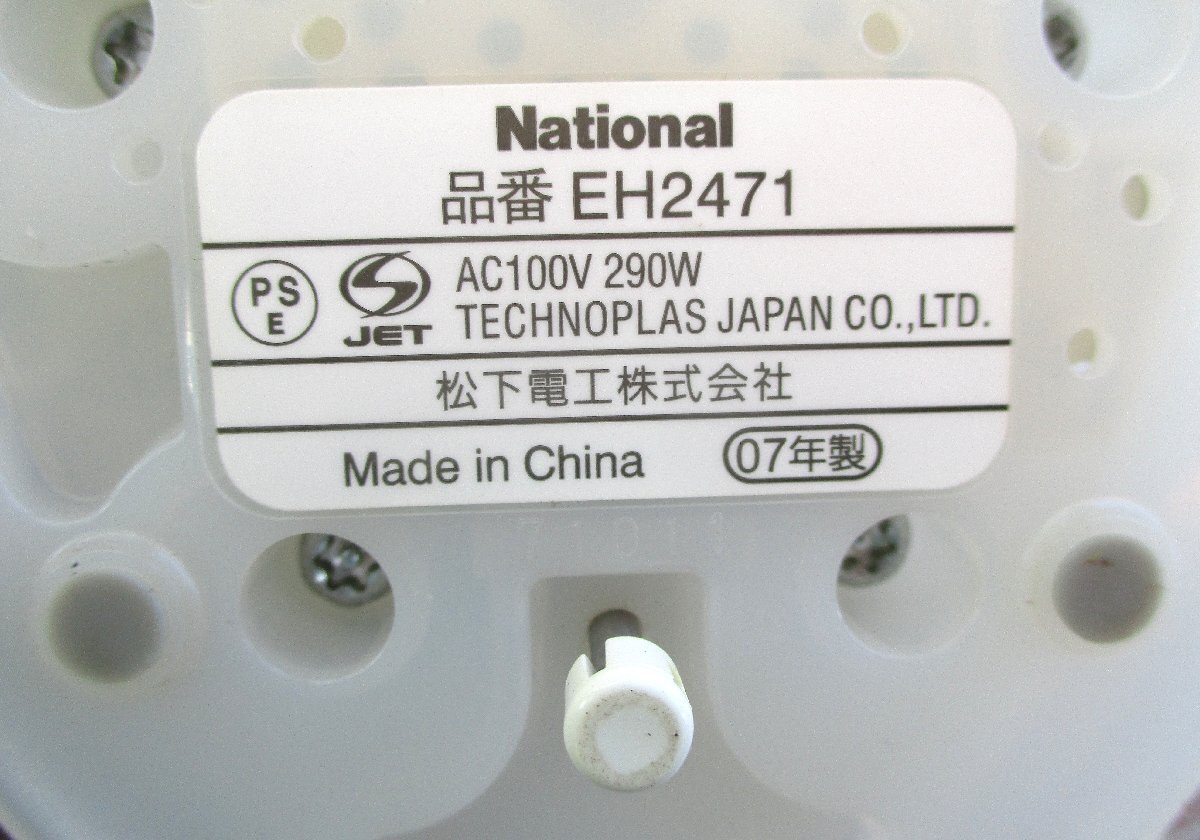 National
品番 EH2471
PS
E
JET
AC100V 290W
TECHNOPLAS JAPAN CO.,LTD.
松下電工株式会社
Made in China
07年製